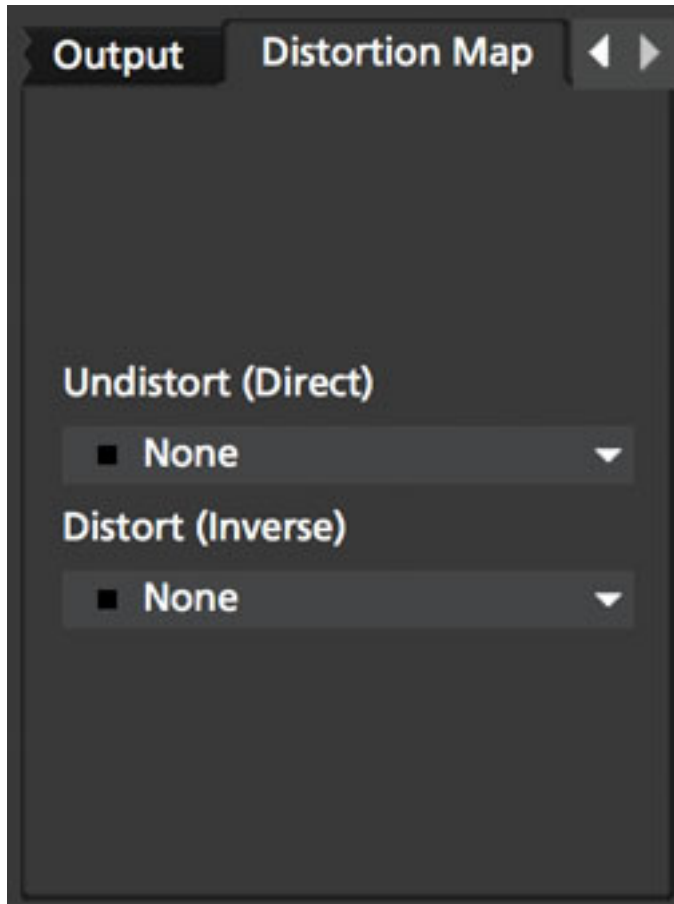 Output Distortion Map
Undistort (Direct)
None
Distort (Inverse)
None